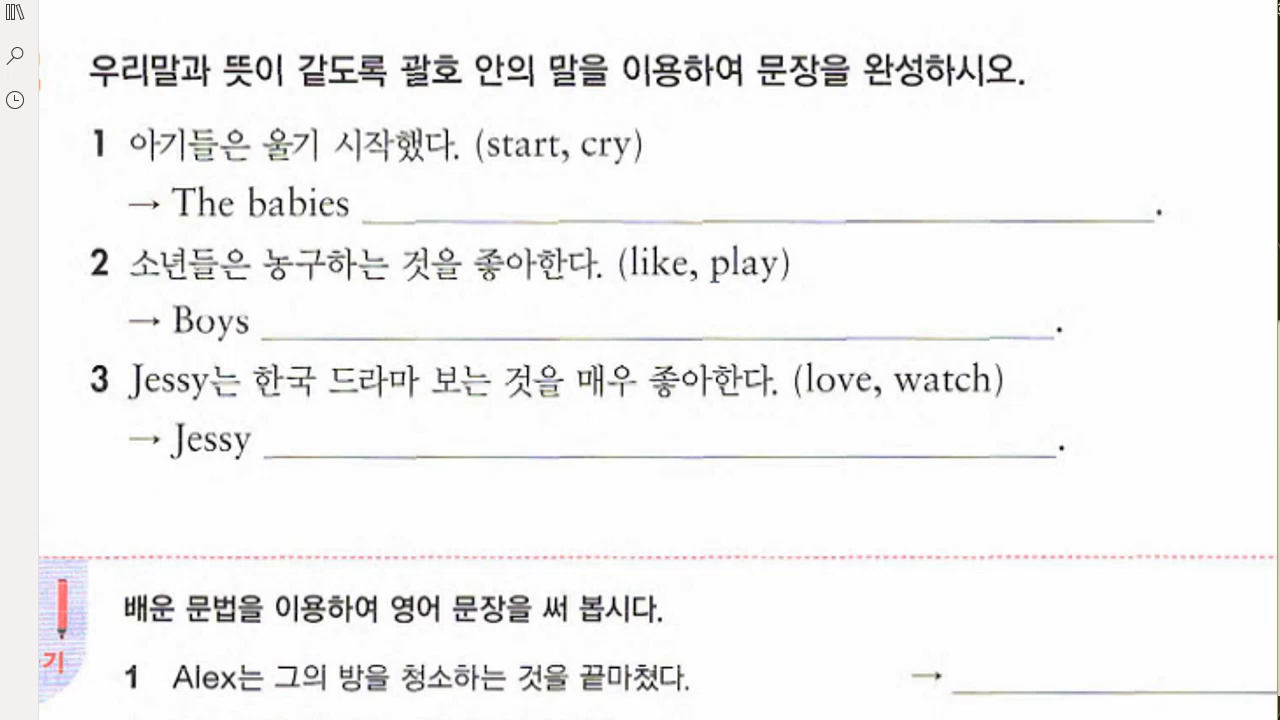 우리말과 뜻이 같도록 괄호 안의 말을 이용하여 문장을 완성하시오.
1 아기들은 울기 시작했다. (start, cry)
→ The babies ____.
2 소년들은 농구하는 것을 좋아한다. (like, play)
→ Boys ____.
3 Jessy는 한국 드라마 보는 것을 매우 좋아한다. (love, watch)
→ Jessy ____.
기
배운 문법을 이용하여 영어 문장을 써 봅시다.
1 Alex는 그의 방을 청소하는 것을 끝마쳤다. → ____